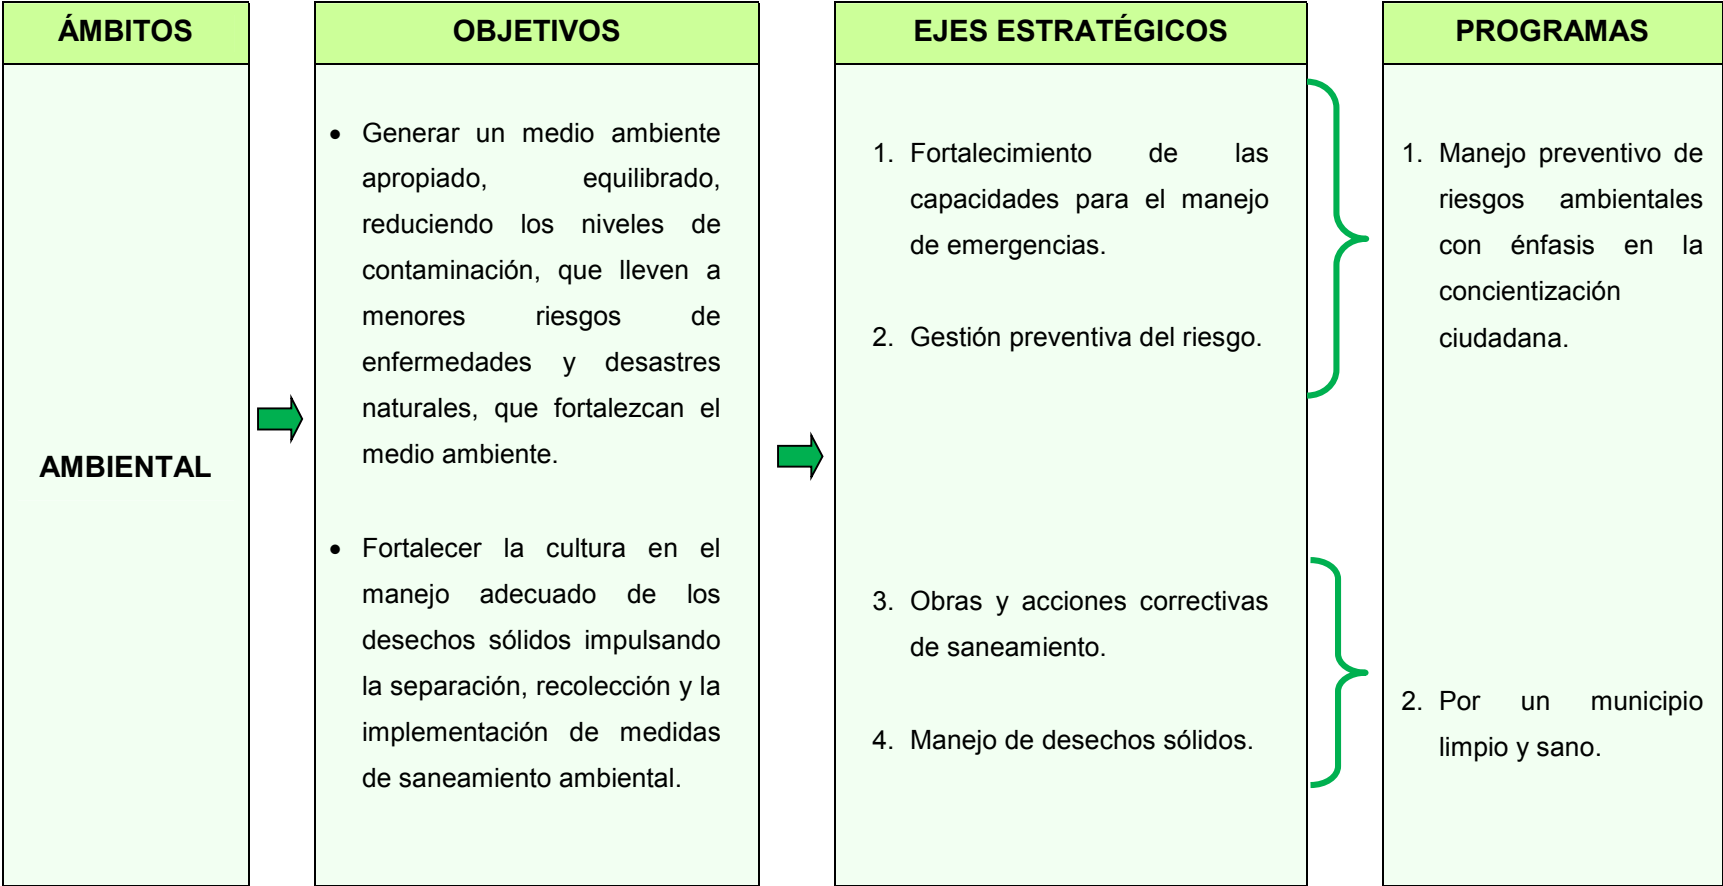 ÁMBITOS
AMBIENTAL
OBJETIVOS
• Generar un medio ambiente
apropiado, equilibrado,
reduciendo los niveles de
contaminación, que lleven a
menores riesgos de
enfermedades y desastres
naturales, que fortalezcan el
medio ambiente.
• Fortalecer la cultura en el
manejo adecuado de los
desechos sólidos impulsando
la separación, recolección y la
implementación de medidas
de saneamiento ambiental.
EJES ESTRATÉGICOS
1. Fortalecimiento de las
capacidades para el manejo
de emergencias.
2. Gestión preventiva del riesgo.
3. Obras y acciones correctivas
de saneamiento.
4. Manejo de desechos sólidos.
PROGRAMAS
1. Manejo preventivo de
riesgos ambientales
con énfasis en la
concientización
ciudadana.
2. Por un municipio
limpio y sano.